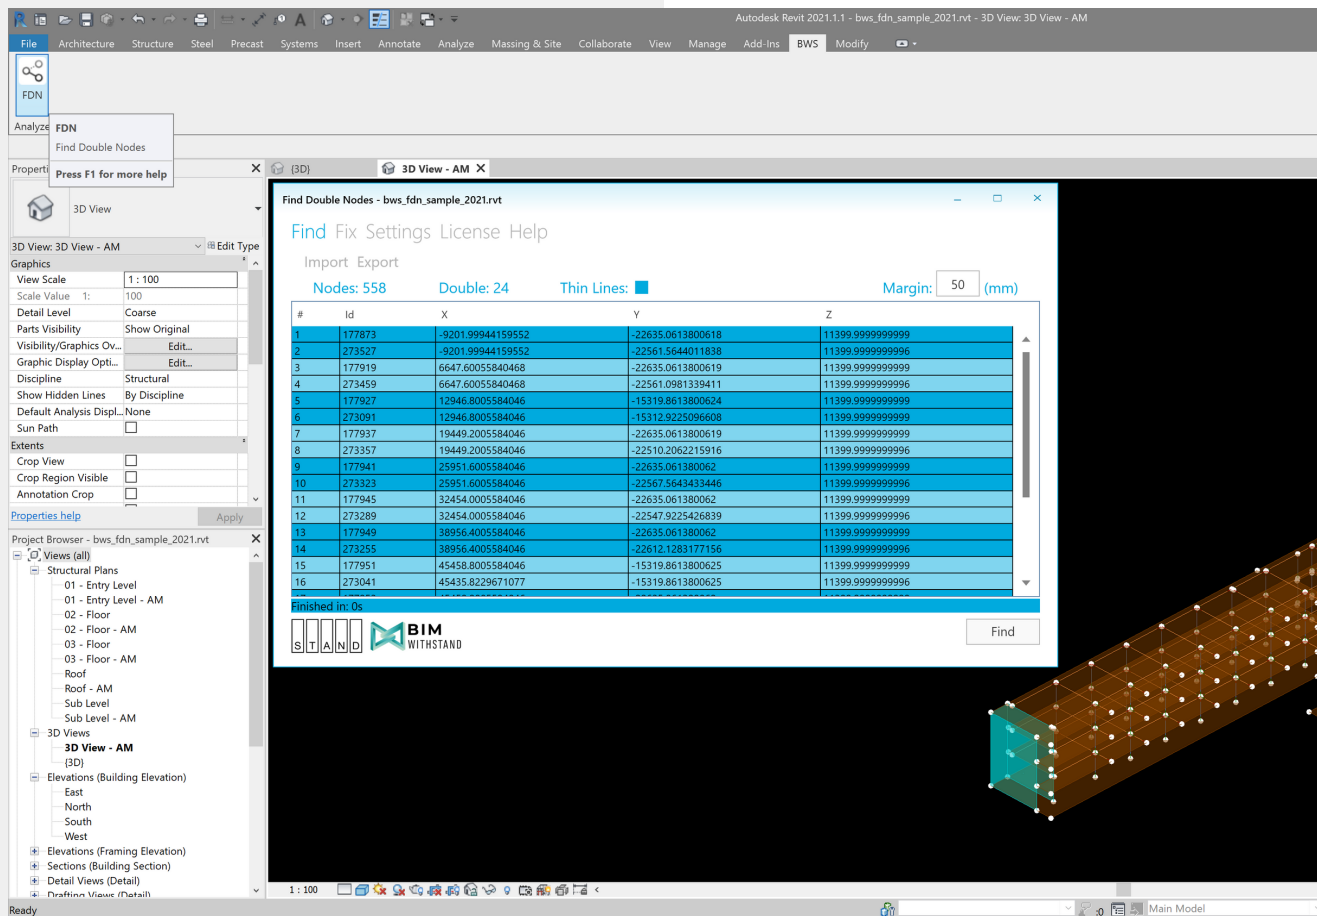 Autodesk Revit 2021.1.1 - bws_fdn_sample_2021.rvt - 3D View: 3D View - AM
File Architecture Structure Steel Precast Systems Insert Annotate Analyze Massing & Site Collaborate View Manage Add-Ins BWS Modify
FDN
Analyze
FDN
Find Double Nodes
Press F1 for more help
Properti
{3D}
3D View - AM
3D View
3D View: 3D View - AM
Edit Type
Graphics
View Scale 1 : 100
Scale Value 1: 100
Detail Level Coarse
Parts Visibility Show Original
Visibility/Graphics Ov... Edit...
Graphic Display Opti... Edit...
Discipline Structural
Show Hidden Lines By Discipline
Default Analysis Displ... None
Sun Path
Extents
Crop View
Crop Region Visible
Annotation Crop
Properties help Apply
Project Browser - bws_fdn_sample_2021.rvt
Views (all)
Structural Plans
01 - Entry Level
01 - Entry Level - AM
02 - Floor
02 - Floor - AM
03 - Floor
03 - Floor - AM
Roof
Roof - AM
Sub Level
Sub Level - AM
3D Views
3D View - AM
{3D}
Elevations (Building Elevation)
East
North
South
West
Elevations (Framing Elevation)
Sections (Building Section)
Detail Views (Detail)
Drafting Views (Detail)
Find Double Nodes - bws_fdn_sample_2021.rvt
Find Fix Settings License Help
Import Export
Nodes: 558 Double: 24 Thin Lines: Margin: 50 (mm)
# Id X Y Z
1 177873 -9201.99944159552 -22635.0613800618 11399.9999999999
2 273527 -9201.99944159552 -22561.5644011838 11399.9999999996
3 177919 6647.60055840468 -22635.0613800619 11399.9999999999
4 273459 6647.60055840468 -22561.0981339411 11399.9999999996
5 177927 12946.8005584046 -15319.8613800624 11399.9999999999
6 273091 12946.8005584046 -15312.9225096608 11399.9999999996
7 177937 19449.2005584046 -22635.0613800619 11399.9999999999
8 273357 19449.2005584046 -22510.2062215916 11399.9999999996
9 177941 25951.6005584046 -22635.061380062 11399.9999999999
10 273323 25951.6005584046 -22567.5643433446 11399.9999999996
11 177945 32454.0005584046 -22635.061380062 11399.9999999999
12 273289 32454.0005584046 -22547.9225426839 11399.9999999996
13 177949 38956.4005584046 -22635.061380062 11399.9999999999
14 273255 38956.4005584046 -22612.1283177156 11399.9999999996
15 177951 45458.8005584046 -15319.8613800625 11399.9999999999
16 273041 45435.8229671077 -15319.8613800625 11399.9999999996
Finished in: 0s
STAND
BIM
WITHSTAND
Find
1 : 100
Ready
:0
Main Model